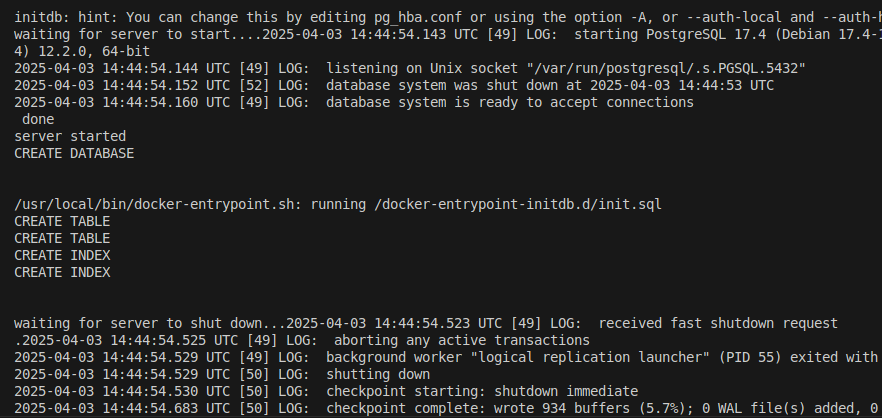 initdb: hint: You can change this by editing pg_hba.conf or using the option -A, or --auth-local and --auth-h
waiting for server to start....2025-04-03 14:44:54.143 UTC [49] LOG:  starting PostgreSQL 17.4 (Debian 17.4-1
4) 12.2.0, 64-bit
2025-04-03 14:44:54.144 UTC [49] LOG:  listening on Unix socket "/var/run/postgresql/.s.PGSQL.5432"
2025-04-03 14:44:54.152 UTC [52] LOG:  database system was shut down at 2025-04-03 14:44:53 UTC
2025-04-03 14:44:54.160 UTC [49] LOG:  database system is ready to accept connections
 done
server started
CREATE DATABASE
/usr/local/bin/docker-entrypoint.sh: running /docker-entrypoint-initdb.d/init.sql
CREATE TABLE
CREATE TABLE
CREATE INDEX
CREATE INDEX
waiting for server to shut down...2025-04-03 14:44:54.523 UTC [49] LOG:  received fast shutdown request
.2025-04-03 14:44:54.525 UTC [49] LOG:  aborting any active transactions
2025-04-03 14:44:54.529 UTC [49] LOG:  background worker "logical replication launcher" (PID 55) exited with
2025-04-03 14:44:54.529 UTC [50] LOG:  shutting down
2025-04-03 14:44:54.530 UTC [50] LOG:  checkpoint starting: shutdown immediate
2025-04-03 14:44:54.683 UTC [50] LOG:  checkpoint complete: wrote 934 buffers (5.7%); 0 WAL file(s) added, 0